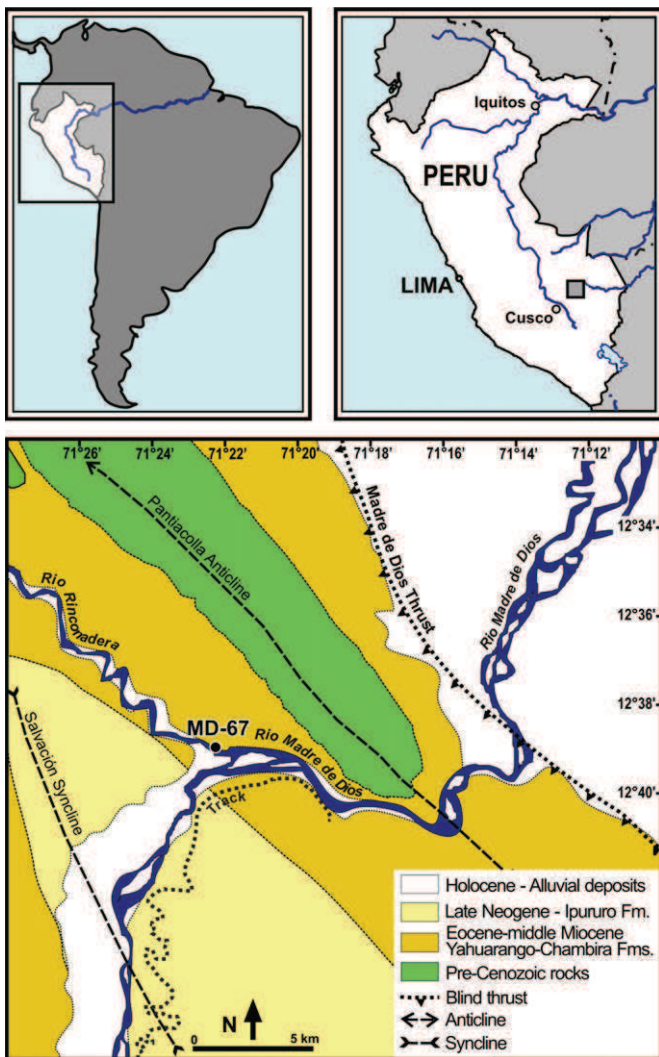 Iquitos
PERU
LIMA
Cusco
71°26' 71°24' 71°22' 71°20' 71°18' 71°16' 71°14' 71°12'
12°34'
12°36'
12°38'
12°40'
Pantiacolla Anticline
Madre de Dios Thrust
Rio Madre de Dios
Rio Rinconadera
MD-67
Rio Madre de Dios
Salvación Syncline
Track
Holocene - Alluvial deposits
Late Neogene - Ipururo Fm.
Eocene-middle Miocene
Yahuarango-Chambira Fms.
Pre-Cenozoic rocks
Blind thrust
Anticline
Syncline
N
0 5 km